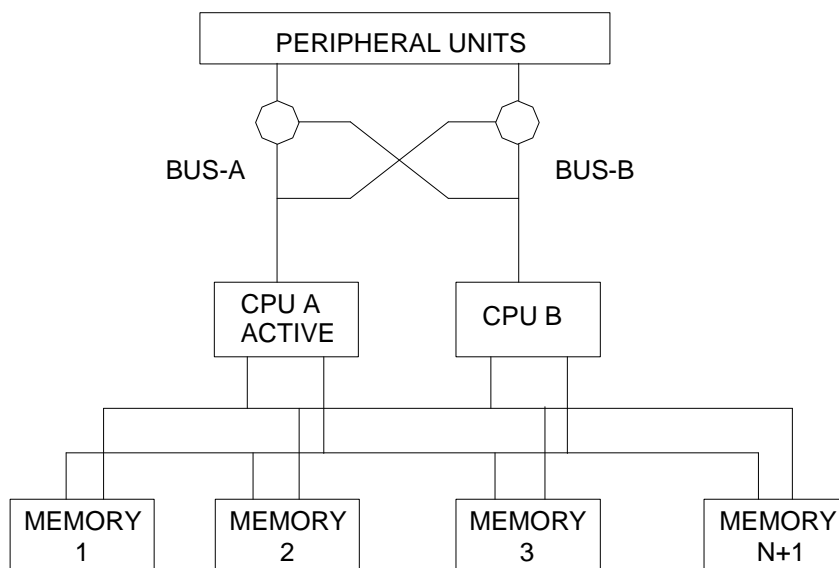 PERIPHERAL UNITS
BUS-A
BUS-B
CPU A
ACTIVE
CPU B
MEMORY
1
MEMORY
2
MEMORY
3
MEMORY
N+1